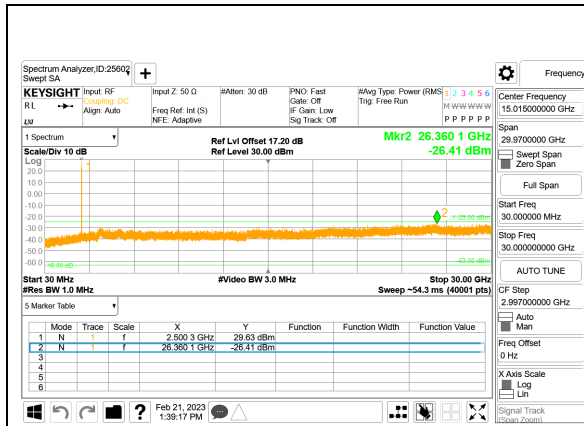 Spectrum Analyzer,ID:25602
Swept SA
+
Frequency
KEYSIGHT
RL
LXI
Input: RF
Coupling: DC
Align: Auto
Input Z: 50 Ω
Freq Ref: Int (S)
NFE: Adaptive
#Atten: 30 dB
PNO: Fast
Gate: Off
IF Gain: Low
Sig Track: Off
#Avg Type: Power (RMS
Trig: Free Run
1 2 3 4 5 6
M W W W W W
P P P P P P
1 Spectrum
Scale/Div 10 dB
Log
Ref Lvl Offset 17.20 dB
Ref Level 30.00 dBm
Mkr2 26.360 1 GHz
-26.41 dBm
20.0
10.0
0.00
-10.0
-20.0
-30.0
-40.0
-50.0
-60.0
1
2
-25.00 dBm
Start 30 MHz
#Res BW 1.0 MHz
#Video BW 3.0 MHz
Stop 30.00 GHz
Sweep ~54.3 ms (40001 pts)
5 Marker Table
Mode Trace Scale X Y Function Function Width Function Value
1 N 1 f 2.500 3 GHz 29.63 dBm
2 N 1 f 26.360 1 GHz -26.41 dBm
3
4
5
6
Center Frequency
15.015000000 GHz
Span
29.9700000 GHz
Swept Span
Zero Span
Full Span
Start Freq
30.000000 MHz
Stop Freq
30.000000000 GHz
AUTO TUNE
CF Step
2.997000000 GHz
Auto
Man
Freq Offset
0 Hz
X Axis Scale
Log
Lin
Signal Track
(Span Zoom)
?
Feb 21, 2023
1:39:17 PM